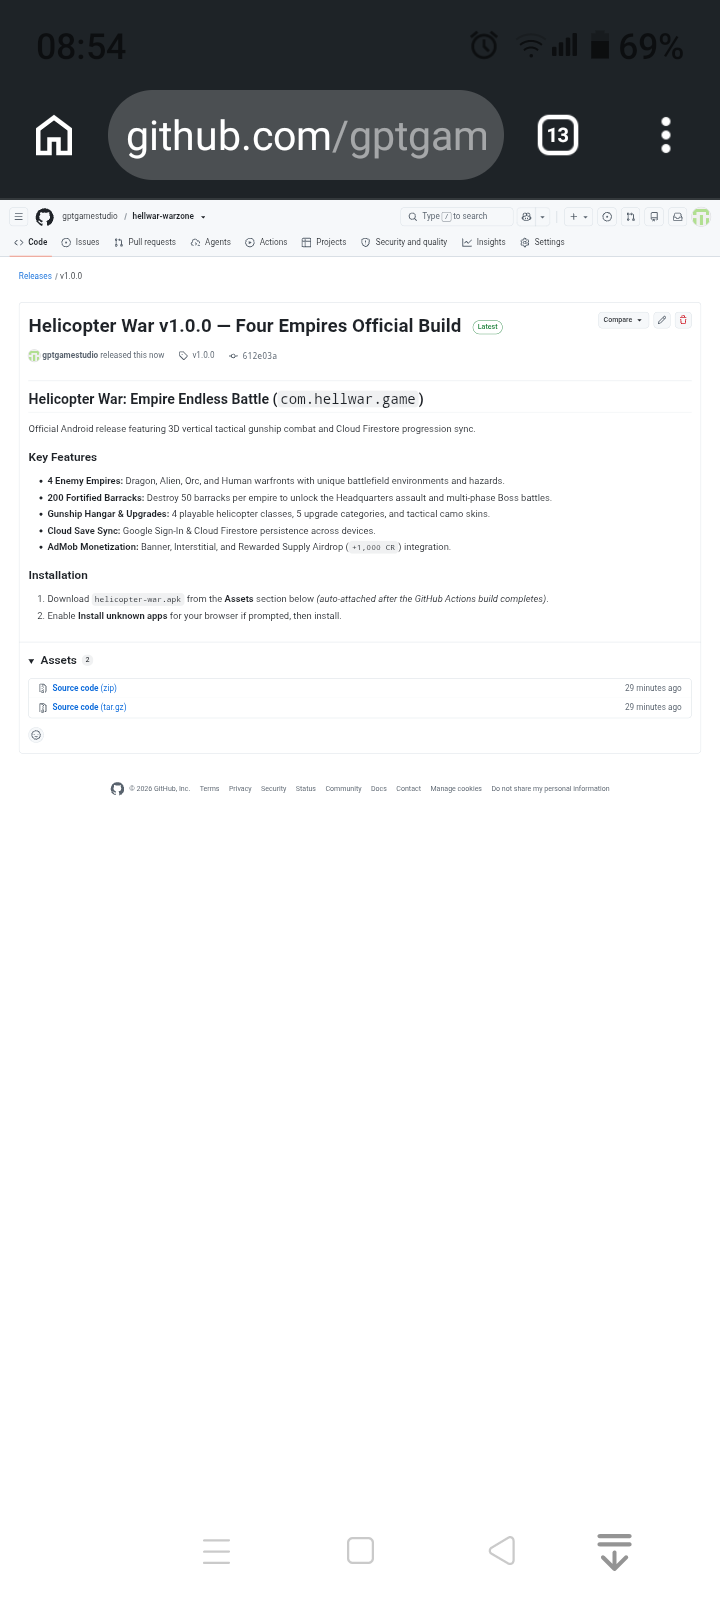 08:54
69%
github.com/gptgam
13
gptgamestudio / hellwar-warzone
Type / to search
Code Issues Pull requests Agents Actions Projects Security and quality Insights Settings
Releases / v1.0.0
Helicopter War v1.0.0 — Four Empires Official Build Latest
Compare
gptgamestudio released this now v1.0.0 612e03a
Helicopter War: Empire Endless Battle (com.hellwar.game)
Official Android release featuring 3D vertical tactical gunship combat and Cloud Firestore progression sync.
Key Features
• 4 Enemy Empires: Dragon, Alien, Orc, and Human warfronts with unique battlefield environments and hazards.
• 200 Fortified Barracks: Destroy 50 barracks per empire to unlock the Headquarters assault and multi-phase Boss battles.
• Gunship Hangar & Upgrades: 4 playable helicopter classes, 5 upgrade categories, and tactical camo skins.
• Cloud Save Sync: Google Sign-In & Cloud Firestore persistence across devices.
• AdMob Monetization: Banner, Interstitial, and Rewarded Supply Airdrop (+1,000 CR) integration.
Installation
1. Download helicopter-war.apk from the Assets section below (auto-attached after the GitHub Actions build completes).
2. Enable Install unknown apps for your browser if prompted, then install.
Assets 2
Source code (zip) 29 minutes ago
Source code (tar.gz) 29 minutes ago
© 2026 GitHub, Inc. Terms Privacy Security Status Community Docs Contact Manage cookies Do not share my personal information